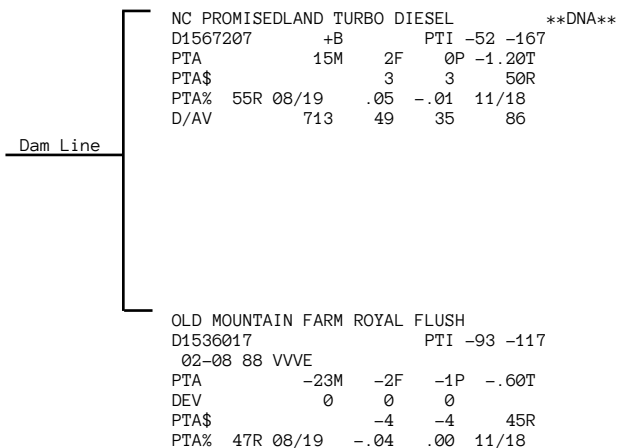 NC PROMISEDLAND TURBO DIESEL **DNA**
D1567207 +B PTI -52 -167
PTA 15M 2F 0P -1.20T
PTA$ 3 3 50R
PTA% 55R 08/19 .05 -.01 11/18
D/AV 713 49 35 86
Dam Line
OLD MOUNTAIN FARM ROYAL FLUSH
D1536017 PTI -93 -117
02-08 88 VVVE
PTA -23M -2F -1P -.60T
DEV 0 0 0
PTA$ -4 -4 45R
PTA% 47R 08/19 -.04 .00 11/18